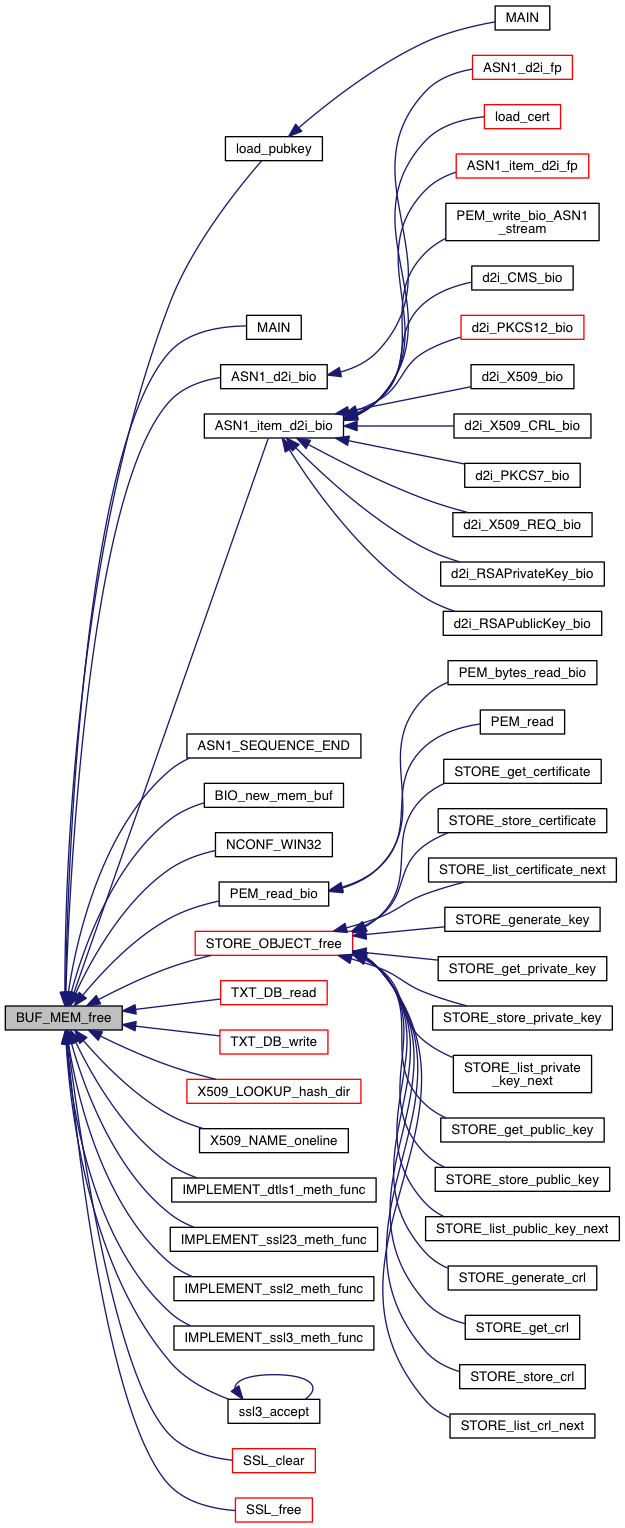 MAIN
ASN1_d2i_fp
load_cert
load_pubkey
ASN1_item_d2i_fp
PEM_write_bio_ASN1
_stream
d2i_CMS_bio
MAIN
d2i_PKCS12_bio
ASN1_d2i_bio
d2i_X509_bio
ASN1_item_d2i_bio
d2i_X509_CRL_bio
d2i_PKCS7_bio
d2i_X509_REQ_bio
d2i_RSAPrivateKey_bio
d2i_RSAPublicKey_bio
PEM_bytes_read_bio
PEM_read
ASN1_SEQUENCE_END
STORE_get_certificate
BIO_new_mem_buf
STORE_store_certificate
NCONF_WIN32
STORE_list_certificate_next
PEM_read_bio
STORE_generate_key
STORE_OBJECT_free
STORE_get_private_key
TXT_DB_read
STORE_store_private_key
BUF_MEM_free
TXT_DB_write
STORE_list_private
_key_next
X509_LOOKUP_hash_dir
STORE_get_public_key
X509_NAME_oneline
STORE_store_public_key
IMPLEMENT_dtls1_meth_func
STORE_list_public_key_next
IMPLEMENT_ssl23_meth_func
STORE_generate_crl
IMPLEMENT_ssl2_meth_func
STORE_get_crl
IMPLEMENT_ssl3_meth_func
STORE_store_crl
ssl3_accept
STORE_list_crl_next
SSL_clear
SSL_free